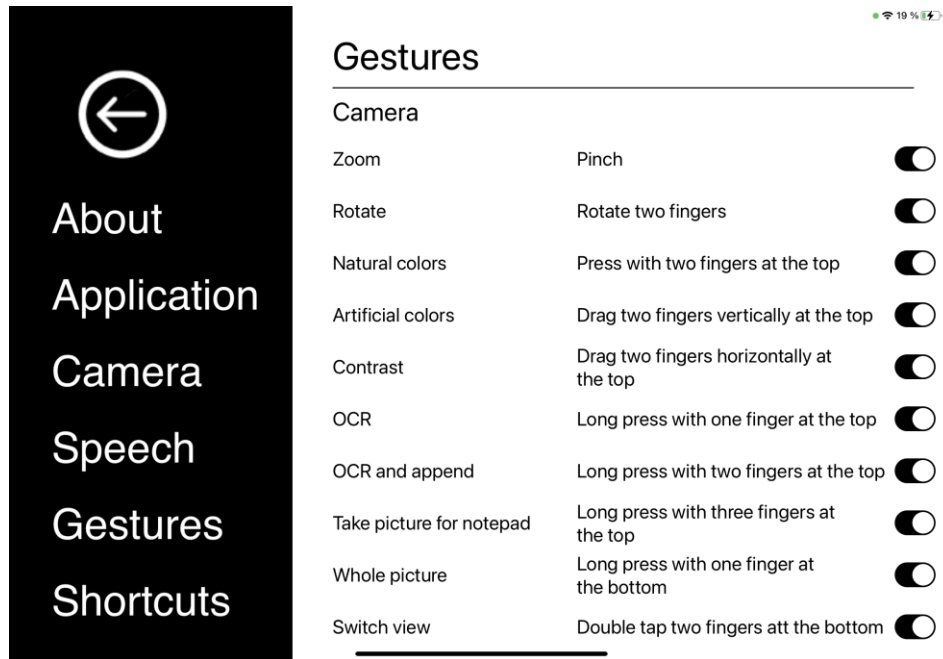 19 %
About
Application
Camera
Speech
Gestures
Shortcuts
Gestures
Camera
Zoom Pinch
Rotate Rotate two fingers
Natural colors Press with two fingers at the top
Artificial colors Drag two fingers vertically at the top
Contrast Drag two fingers horizontally at
the top
OCR Long press with one finger at the top
OCR and append Long press with two fingers at the top
Take picture for notepad Long press with three fingers at
the top
Whole picture Long press with one finger at
the bottom
Switch view Double tap two fingers att the bottom